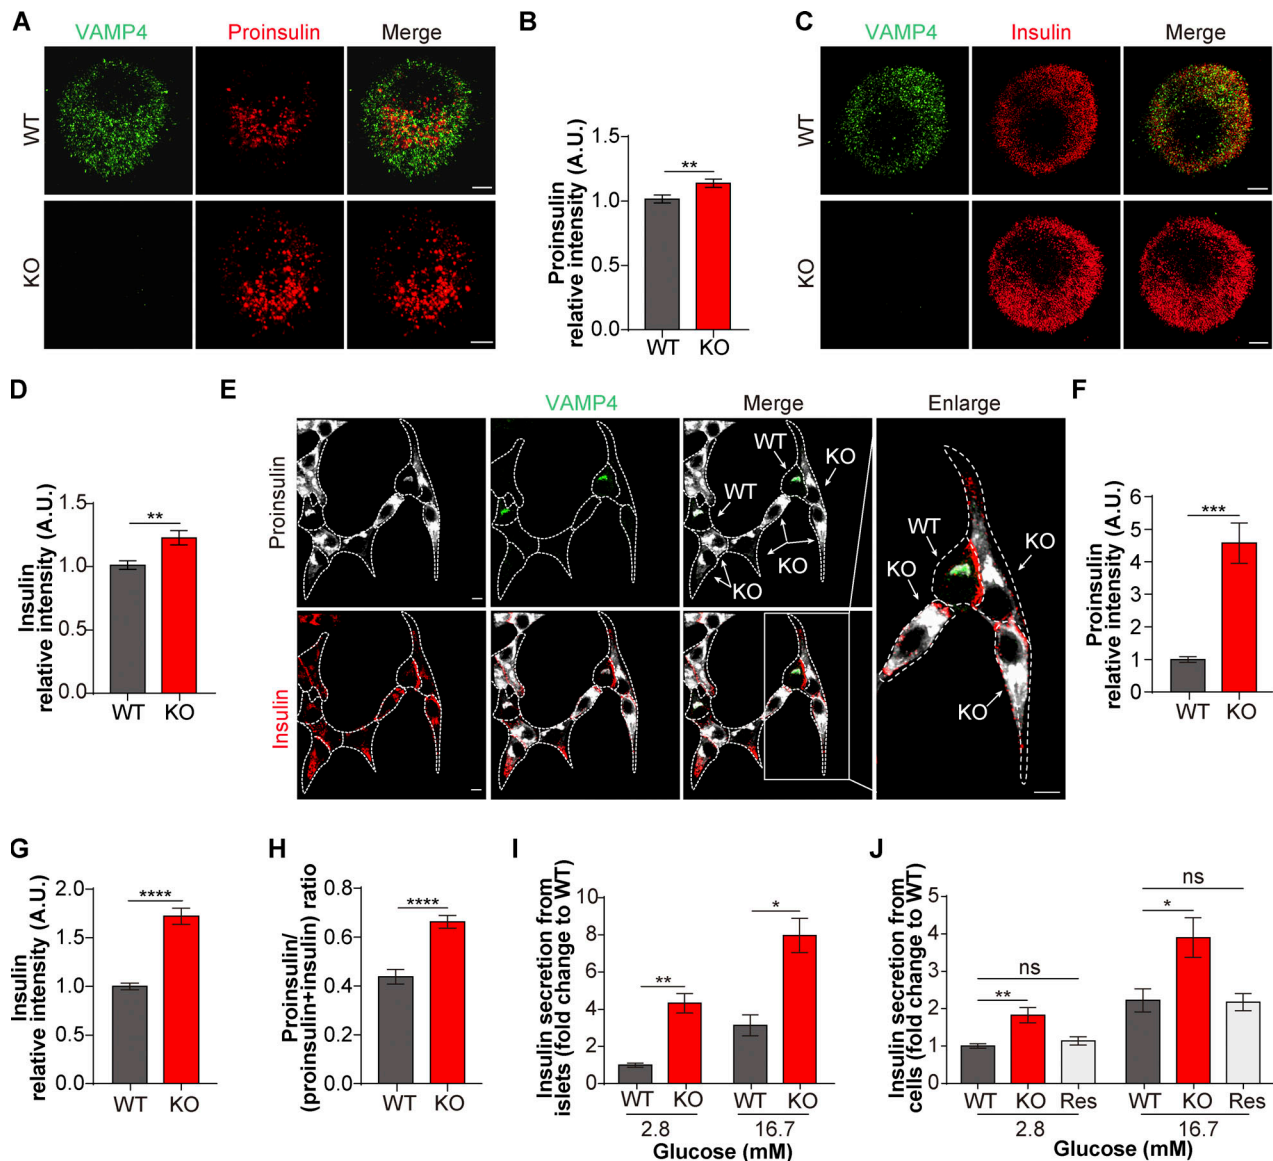 A
VAMP4 Proinsulin Merge
WT
KO
B
Proinsulin
relative intensity (A.U.)
1.5
1.0
0.5
0.0
**
WT KO
C
VAMP4 Insulin Merge
WT
KO
D
Insulin
relative intensity (A.U.)
1.5
1.0
0.5
0.0
**
WT KO
E
VAMP4 Merge Enlarge
Proinsulin
Insulin
WT
KO
WT
KO
KO
WT
KO
KO
KO
F
Proinsulin
relative intensity (A.U.)
6
5
4
3
2
1
0
***
WT KO
G
Insulin
relative intensity (A.U.)
2.0
1.5
1.0
0.5
0.0
****
WT KO
H
Proinsulin/
(proinsulin+insulin) ratio
0.8
0.6
0.4
0.2
0.0
****
WT KO
I
Insulin secretion from
islets (fold change to WT)
10
8
6
4
2
0
**
*
WT KO WT KO
2.8 16.7
Glucose (mM)
J
Insulin secretion from
cells (fold change to WT)
5
4
3
2
1
0
ns
**
ns
*
WT KO Res WT KO Res
2.8 16.7
Glucose (mM)